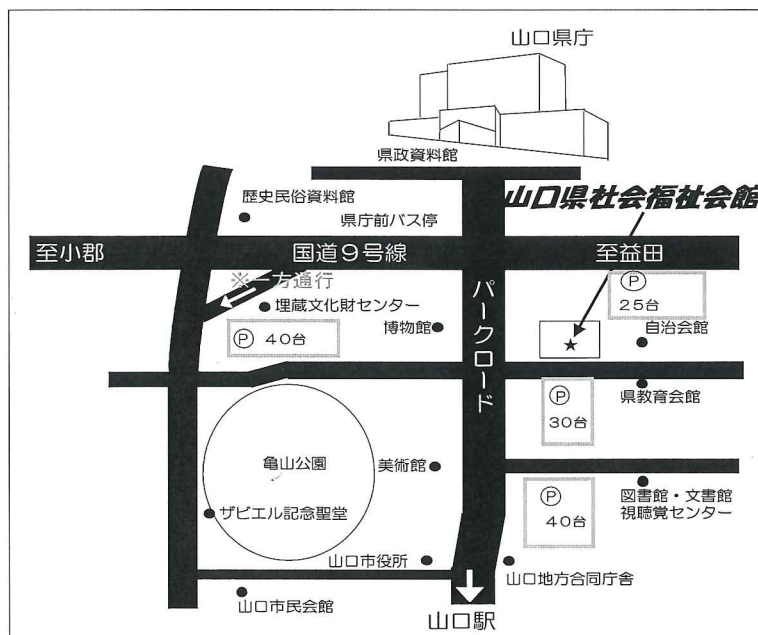 山口県庁
県政資料館
山口県社会福祉会館
歴史民俗資料館
県庁前バス停
至小郡
国道9号線
至益田
※一方通行
埋蔵文化財センター
Ⓟ 40台
博物館
パークロード
Ⓟ
25台
自治会館
★
県教育会館
Ⓟ
30台
亀山公園
美術館
Ⓟ
40台
図書館・文書館
視聴覚センター
ザビエル記念聖堂
山口市役所
山口地方合同庁舎
山口市民会館
山口駅